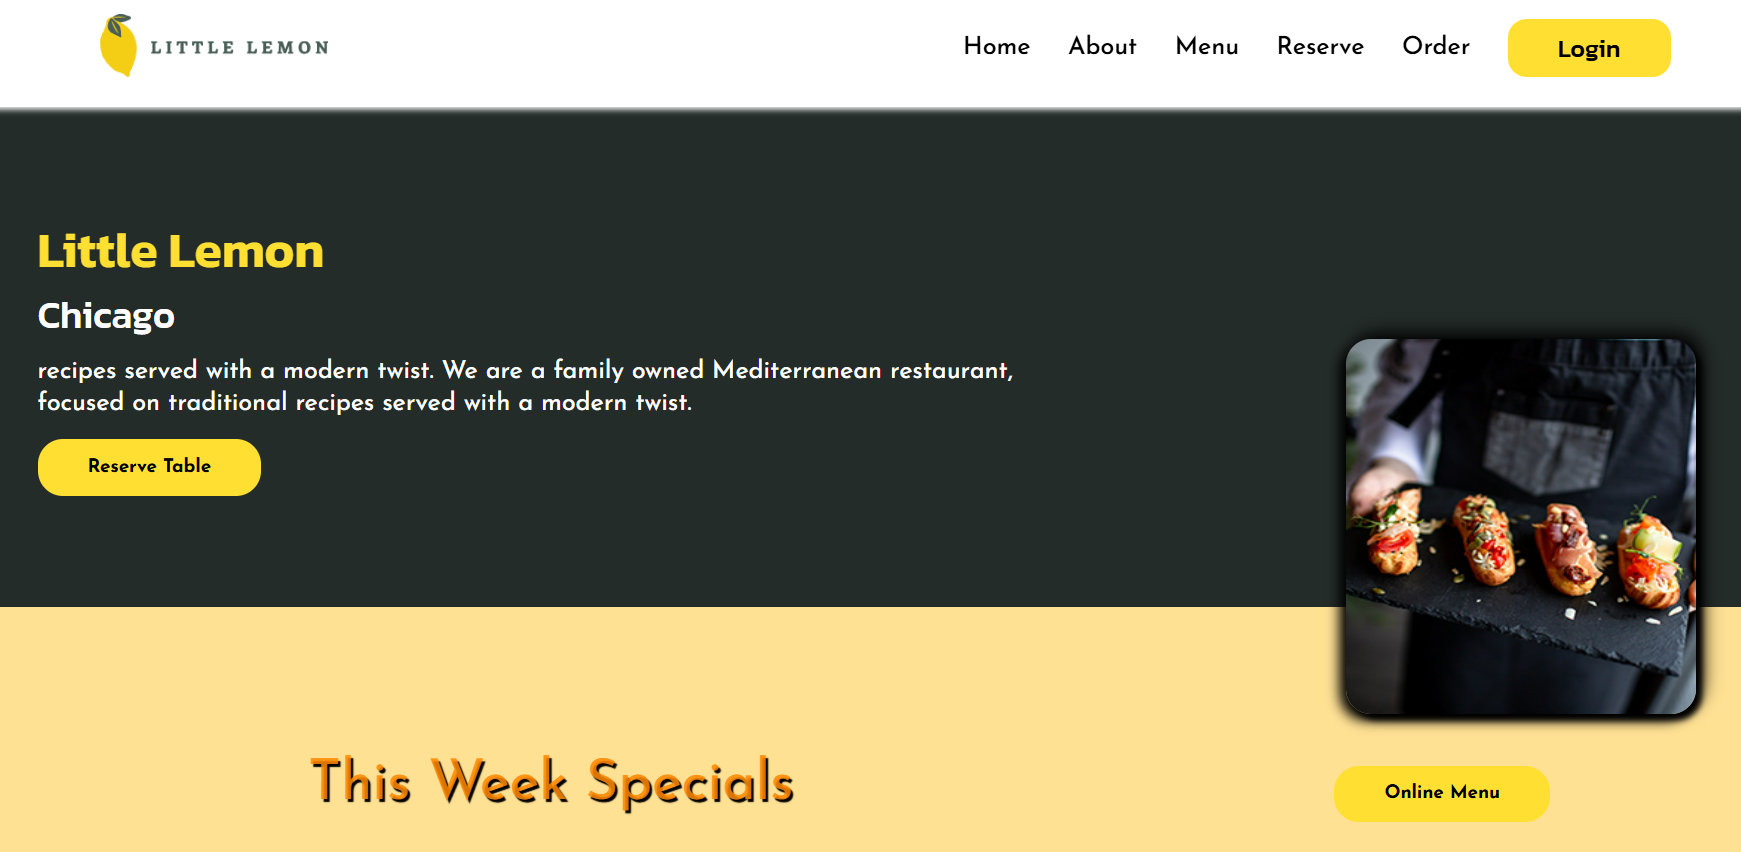 LITTLE LEMON
Home About Menu Reserve Order Login
Little Lemon
Chicago
recipes served with a modern twist. We are a family owned Mediterranean restaurant,
focused on traditional recipes served with a modern twist.
Reserve Table
This Week Specials
Online Menu